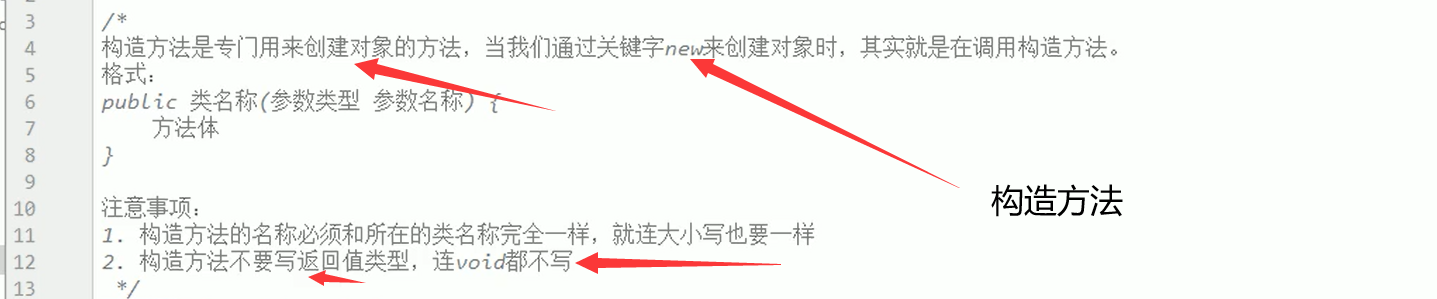 3 /*
4 构造方法是专门用来创建对象的方法，当我们通过关键字new来创建对象时，其实就是在调用构造方法。
5 格式：
6 public 类名称(参数类型 参数名称) {
7 方法体
8 }
9
构造方法
10 注意事项：
11 1. 构造方法的名称必须和所在的类名称完全一样，就连大小写也要一样
12 2. 构造方法不要写返回值类型，连void都不写
13 */